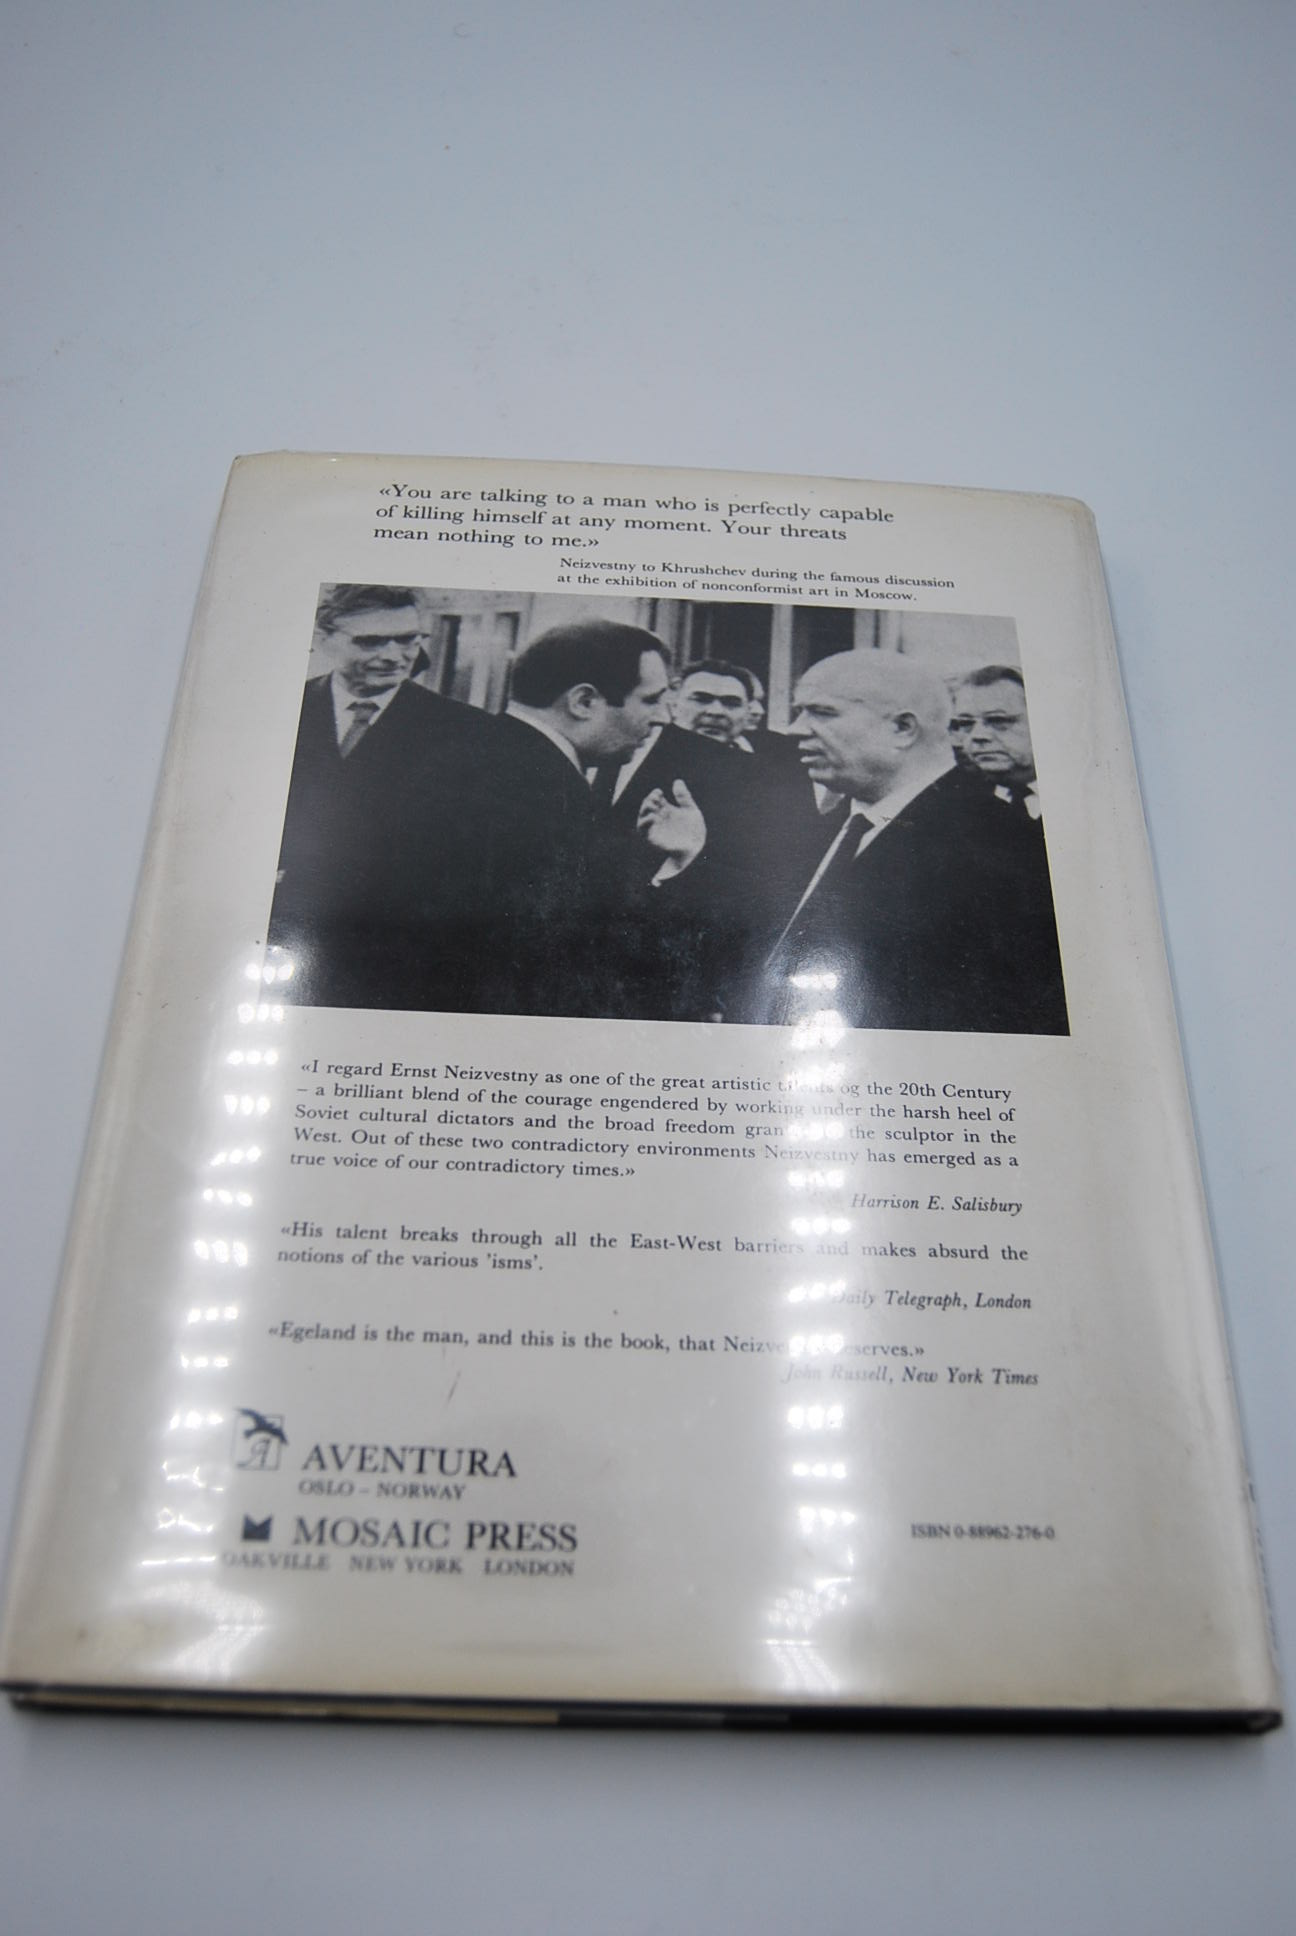 «You are talking to a man who is perfectly capable
of killing himself at any moment. Your threats
mean nothing to me.»
Neizvestny to Khrushchev during the famous discussion
at the exhibition of nonconformist art in Moscow.
«I regard Ernst Neizvestny as one of the great artistic talents og the 20th Century
– a brilliant blend of the courage engendered by working under the harsh heel of
Soviet cultural dictators and the broad freedom the sculptor in the
West. Out of these two contradictory environments Neizvestny has emerged as a
true voice of our contradictory times.»
Harrison E. Salisbury
«His talent breaks through all the East-West barriers and makes absurd the
notions of the various 'isms'.
Daily Telegraph, London
«Egeland is the man, and this is the book, that Neizvestny deserves.»
John Russell, New York Times
A
AVENTURA
OSLO – NORWAY
MOSAIC PRESS
OAKVILLE NEW YORK LONDON
ISBN 0-88962-276-0